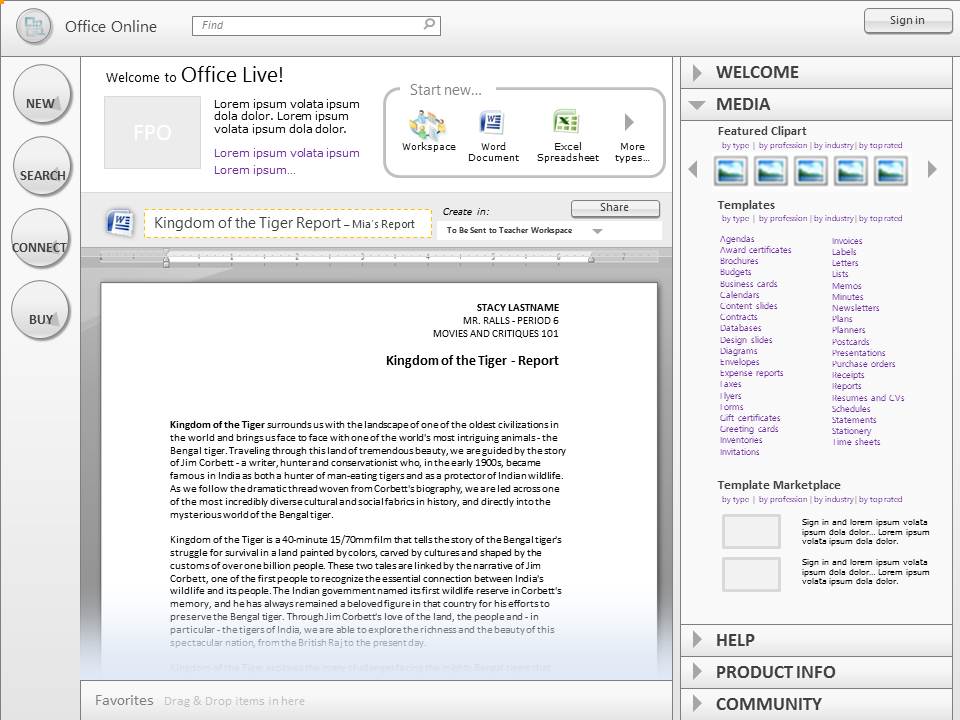 Office Online
Find
Sign in
NEW
SEARCH
CONNECT
BUY
Welcome to Office Live!
FPO
Lorem ipsum volata ipsum
dola dolor. Lorem ipsum
volata ipsum dola dolor.
Lorem ipsum volata ipsum
Lorem ipsum...
Start new...
Workspace
Word
Document
Excel
Spreadsheet
More
types...
Kingdom of the Tiger Report – Mia's Report
Create in:
Share
To Be Sent to Teacher Workspace
STACY LASTNAME
MR. RALLS - PERIOD 6
MOVIES AND CRITIQUES 101
Kingdom of the Tiger - Report
Kingdom of the Tiger surrounds us with the landscape of one of the oldest civilizations in
the world and brings us face to face with one of the world's most intriguing animals - the
Bengal tiger. Traveling through this land of tremendous beauty, we are guided by the story
of Jim Corbett - a writer, hunter and conservationist who, in the early 1900s, became
famous in India as both a hunter of man-eating tigers and as a protector of Indian wildlife.
As we follow the dramatic thread woven from Corbett's biography, we are led across one
of the most incredibly diverse cultural and social fabrics in history, and directly into the
mysterious world of the Bengal tiger.
Kingdom of the Tiger is a 40-minute 15/70mm film that tells the story of the Bengal tiger's
struggle for survival in a land painted by colors, carved by cultures and shaped by the
customs of over one billion people. These two tales are linked by the narrative of Jim
Corbett, one of the first people to recognize the essential connection between India's
wildlife and its people. The Indian government named its first wildlife reserve in Corbett's
memory, and he has always remained a beloved figure in that country for his efforts to
preserve the Bengal tiger. Through Jim Corbett's love of the land, the people and - in
particular - the tigers of India, we are able to explore the richness and the beauty of this
spectacular nation, from the British Raj to the present day.
Kingdom of the Tiger explores the many challenges facing the mighty Bengal tiger that
Favorites Drag & Drop items in here
WELCOME
MEDIA
Featured Clipart
by type | by profession | by industry | by top rated
Templates
by type | by profession | by industry | by top rated
Agendas
Award certificates
Brochures
Budgets
Business cards
Calendars
Content slides
Contracts
Databases
Design slides
Diagrams
Envelopes
Expense reports
Faxes
Flyers
Forms
Gift certificates
Greeting cards
Inventories
Invitations
Invoices
Labels
Letters
Lists
Memos
Minutes
Newsletters
Plans
Planners
Postcards
Presentations
Purchase orders
Receipts
Reports
Resumes and CVs
Schedules
Statements
Stationery
Time sheets
Template Marketplace
by type | by profession | by industry | by top rated
Sign in and lorem ipsum volata
ipsum dola dolor... Lorem ipsum
volata ipsum dola dolor.
Sign in and lorem ipsum volata
ipsum dola dolor... Lorem ipsum
volata ipsum dola dolor.
HELP
PRODUCT INFO
COMMUNITY